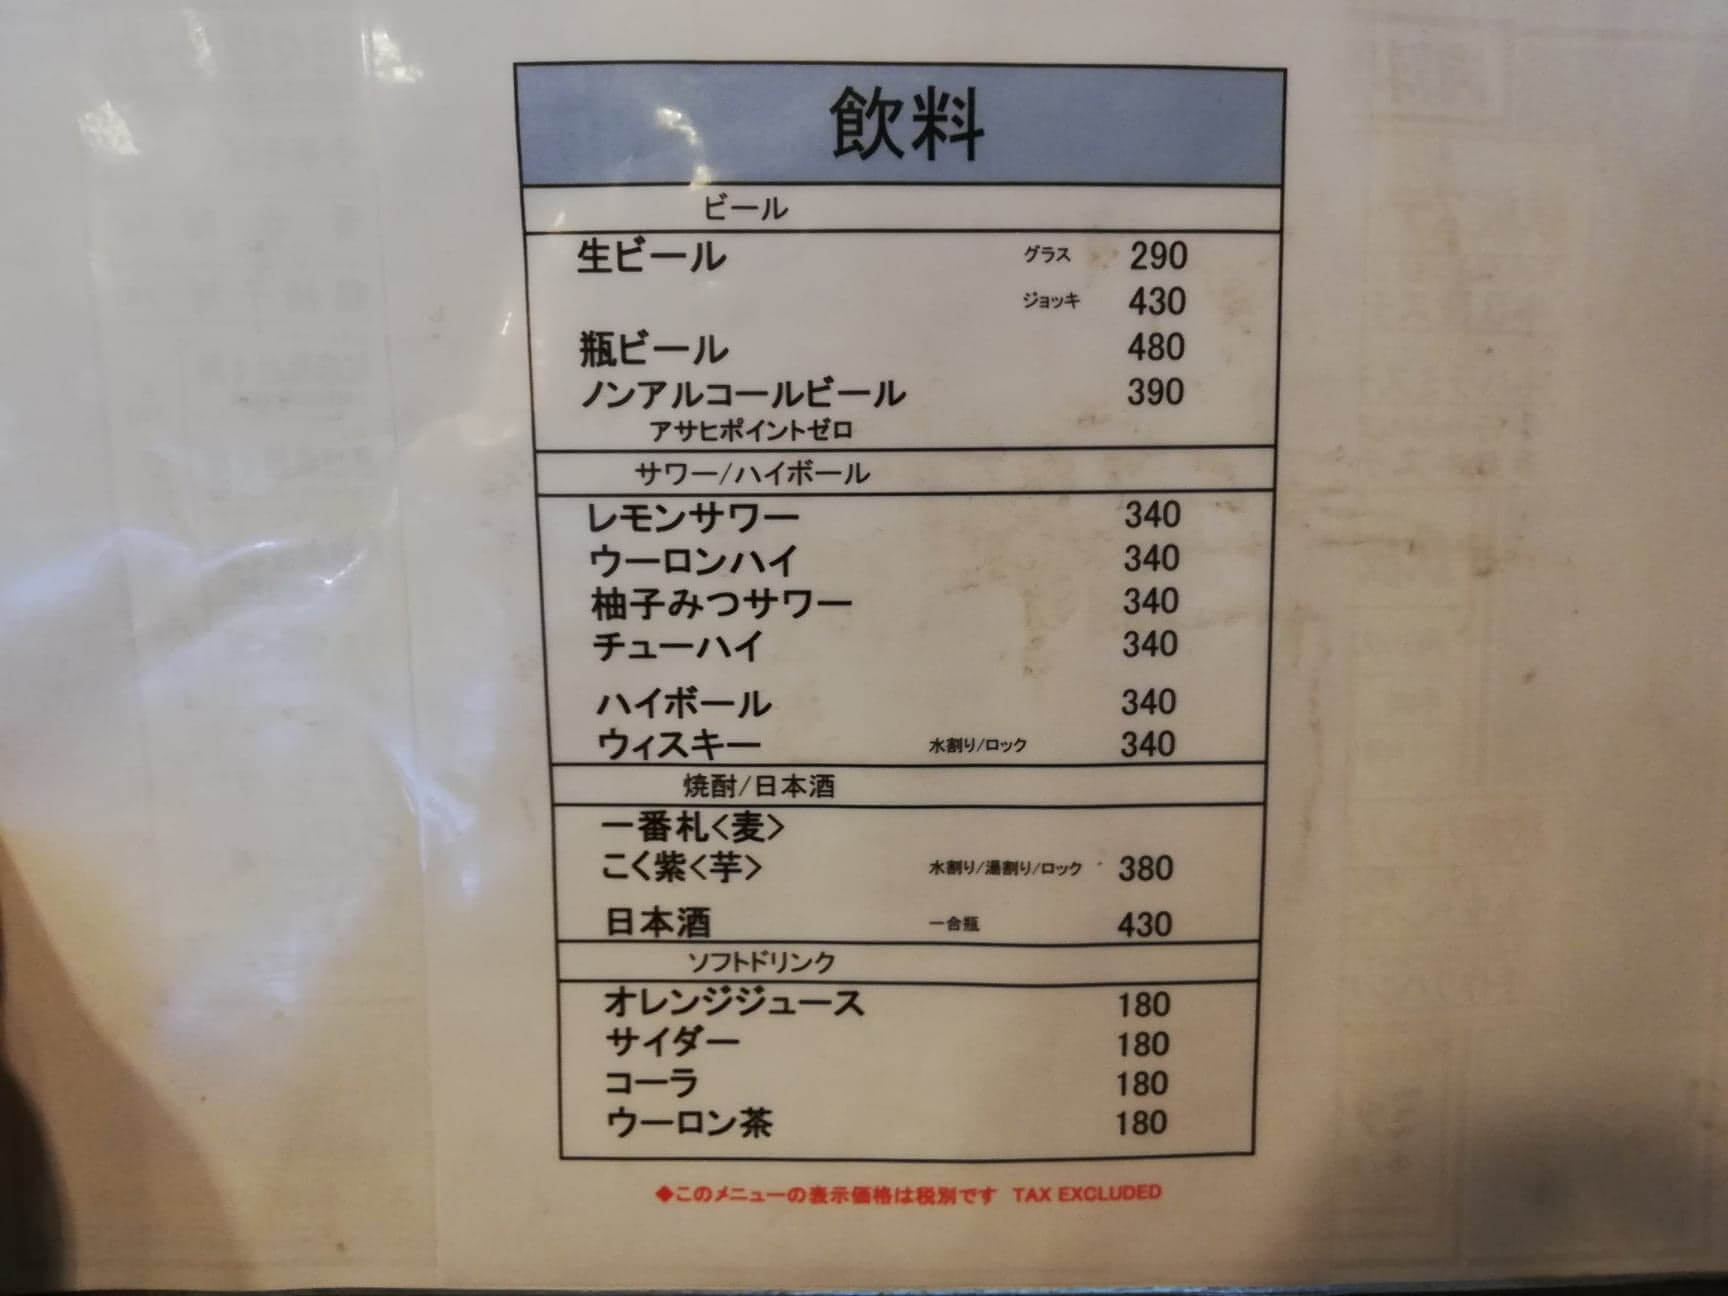 飲料
ビール
生ビール グラス 290
ジョッキ 430
瓶ビール 480
ノンアルコールビール 390
アサヒポイントゼロ
サワー/ハイボール
レモンサワー 340
ウーロンハイ 340
柚子みつサワー 340
チューハイ 340
ハイボール 340
ウィスキー 水割り/ロック 340
焼酎/日本酒
一番札<麦>
こく紫<芋> 水割り/湯割り/ロック 380
日本酒 一合瓶 430
ソフトドリンク
オレンジジュース 180
サイダー 180
コーラ 180
ウーロン茶 180
◆このメニューの表示価格は税別です TAX EXCLUDED